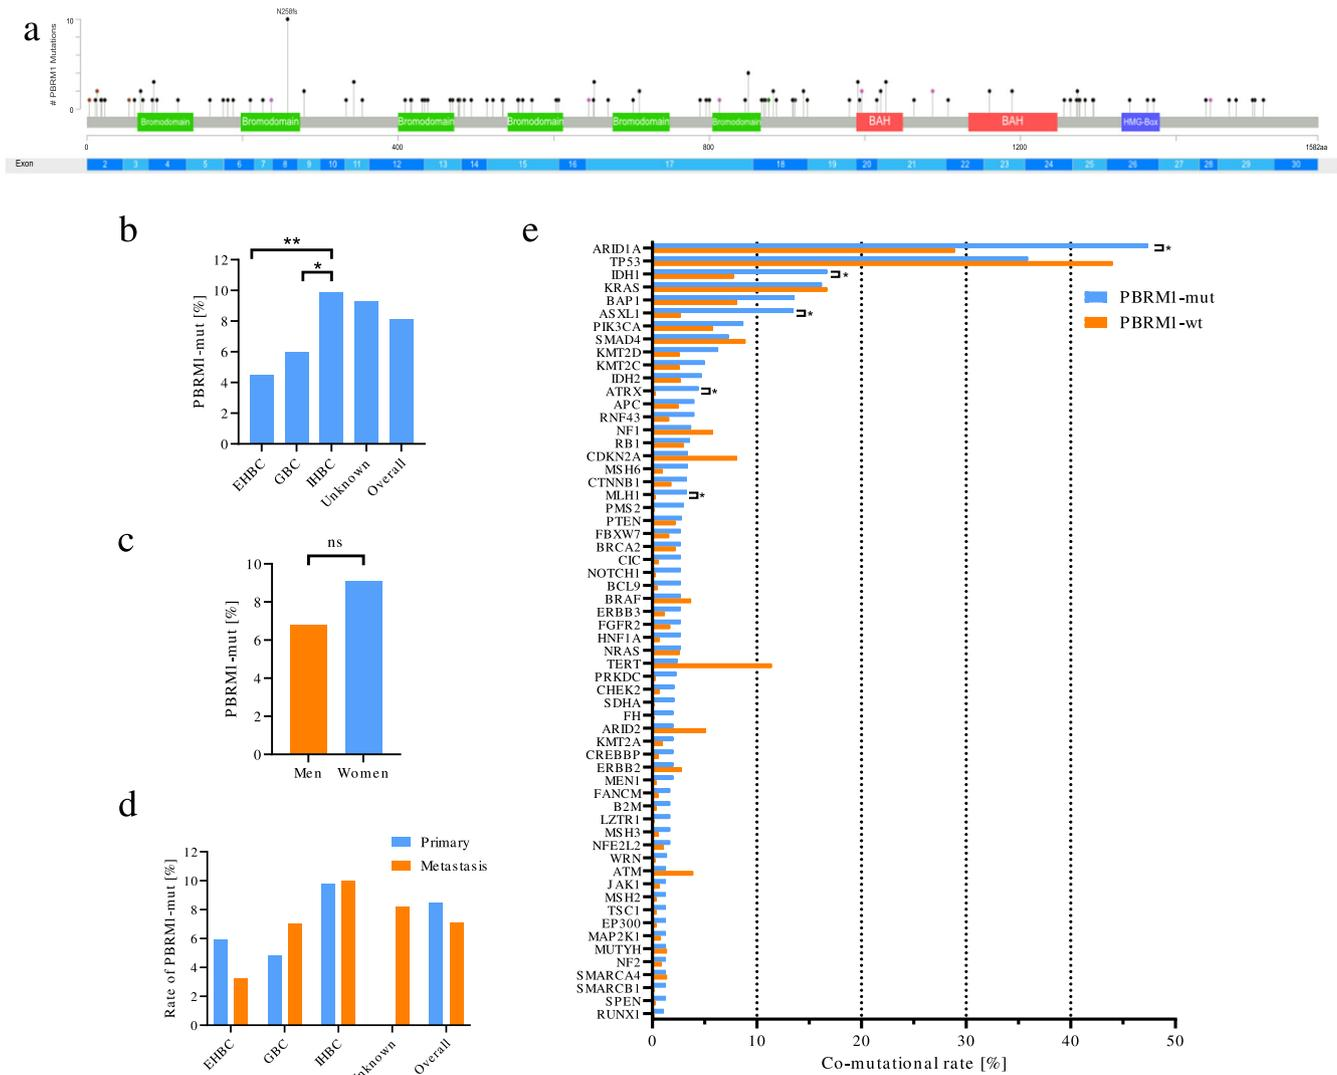 a
# PBRM1 Mutations
10
0
N258fs
Bromodomain Bromodomain Bromodomain Bromodomain Bromodomain Bromodomain BAH BAH HMG-Box
0 400 800 1200 1582aa
Exon 2 3 4 5 6 7 8 9 10 11 12 13 14 15 16 17 18 19 20 21 22 23 24 25 26 27 28 29 30
b
PBRM1-mut [%]
12
10
8
6
4
2
0
**
*
EHBC GBC IHBC Unknown Overall
c
PBRM1-mut [%]
10
8
6
4
2
0
ns
Men Women
d
Primary
Metastasis
Rate of PBRM1-mut [%]
12
10
8
6
4
2
0
EHBC GBC IHBC Overall
e
ARID1A *
TP53
IDH1 *
KRAS
BAP1
ASXL1 *
PIK3CA
SMAD4
KMT2D
KMT2C
IDH2
ATRX *
APC
RNF43
NF1
RB1
CDKN2A
MSH6
CTNNB1
MLH1 *
PMS2
PTEN
FBXW7
BRCA2
CIC
NOTCH1
BCL9
BRAF
ERBB3
FGFR2
HNF1A
NRAS
TERT
PRKDC
CHEK2
SDHA
FH
ARID2
KMT2A
CREBBP
ERBB2
MEN1
FANCM
B2M
LZTR1
MSH3
NFE2L2
WRN
ATM
JAK1
MSH2
TSC1
EP300
MAP2K1
MUTYH
NF2
SMARCA4
SMARCB1
SPEN
RUNX1
PBRM1-mut
PBRM1-wt
0 10 20 30 40 50
Co-mutational rate [%]